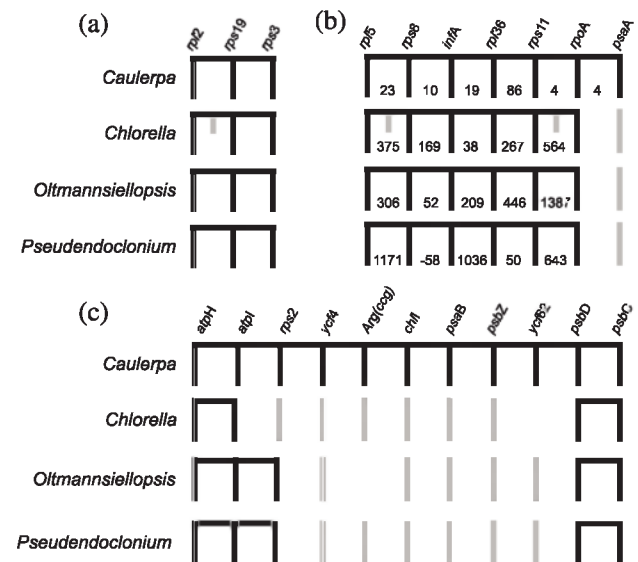 (a)
rpl2 rps19 rps3
(b)
rpl5 rps8 infA rpl36 rps11 rpoA psaA
Caulerpa
23 10 19 86 4 4
Chlorella
375 169 38 267 564
Oltmannsiellopsis
306 52 209 446 1387
Pseudendoclonium
1171 -58 1036 50 643
(c)
atpH atpI rps2 ycf4 Arg(ccg) chlI psaB psbZ ycf62 psbD psbC
Caulerpa
Chlorella
Oltmannsiellopsis
Pseudendoclonium